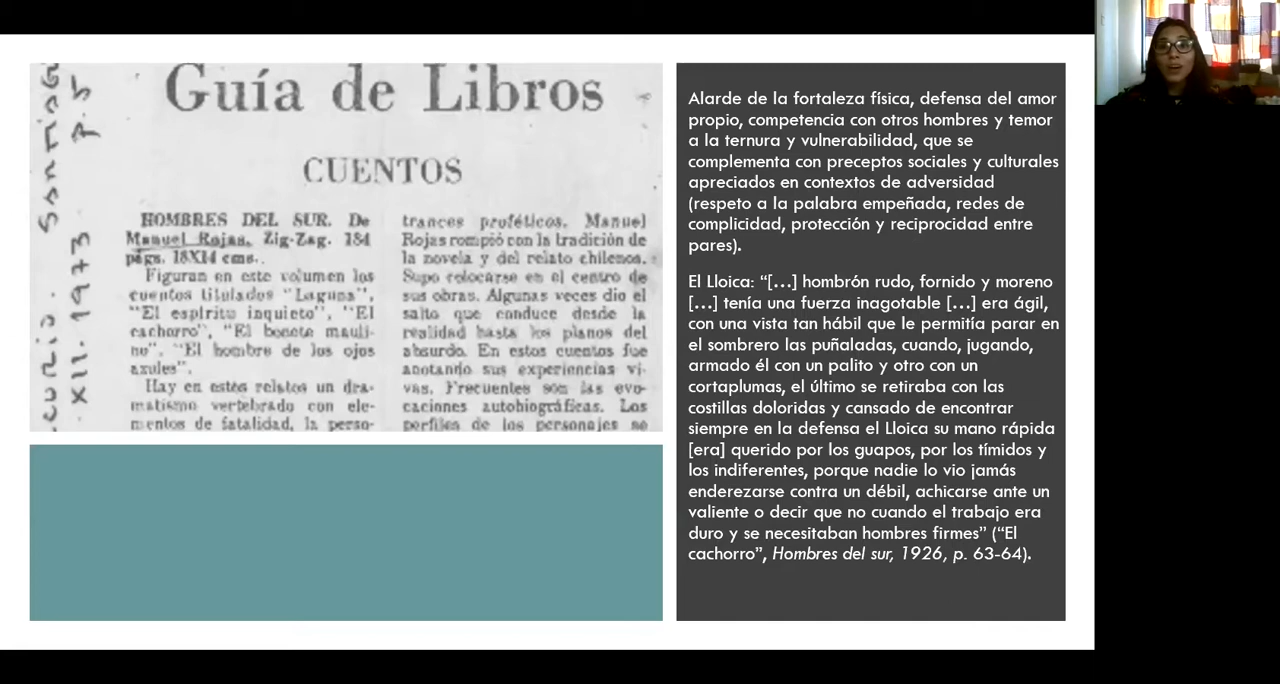 Guía de Libros
CUENTOS
HOMBRES DEL SUR. De
Manuel Rojas. Zig-Zag. 184
págs. 18X14 cms.
Figuran en este volumen los
cuentos titulados "Laguna",
"El espíritu inquieto", "El
cachorro", "El bonete mauli-
no", "El hombre de los ojos
azules".
Hay en estos relatos un dra-
matismo vertebrado con ele-
mentos de fatalidad, la perso-
trances proféticos. Manuel
Rojas rompió con la tradición de
la novela y del relato chilenos.
Supo colocarse en el centro de
sus obras. Algunas veces dio el
salto que conduce desde la
realidad hasta los planos del
absurdo. En estos cuentos fue
anotando sus experiencias vi-
vas. Frecuentes son las evo-
caciones autobiográficas. Los
perfiles de los personajes se
XII. 1973 P. 5
Alarde de la fortaleza física, defensa del amor
propio, competencia con otros hombres y temor
a la ternura y vulnerabilidad, que se
complementa con preceptos sociales y culturales
apreciados en contextos de adversidad
(respeto a la palabra empeñada, redes de
complicidad, protección y reciprocidad entre
pares).
El Lloica: “[…] hombrón rudo, fornido y moreno
[…] tenía una fuerza inagotable […] era ágil,
con una vista tan hábil que le permitía parar en
el sombrero las puñaladas, cuando, jugando,
armado él con un palito y otro con un
cortaplumas, el último se retiraba con las
costillas doloridas y cansado de encontrar
siempre en la defensa el Lloica su mano rápida
[era] querido por los guapos, por los tímidos y
los indiferentes, porque nadie lo vio jamás
enderezarse contra un débil, achicarse ante un
valiente o decir que no cuando el trabajo era
duro y se necesitaban hombres firmes” (“El
cachorro”, Hombres del sur, 1926, p. 63-64).